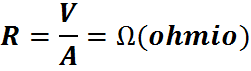 R = V/A = Ω(ohmio)